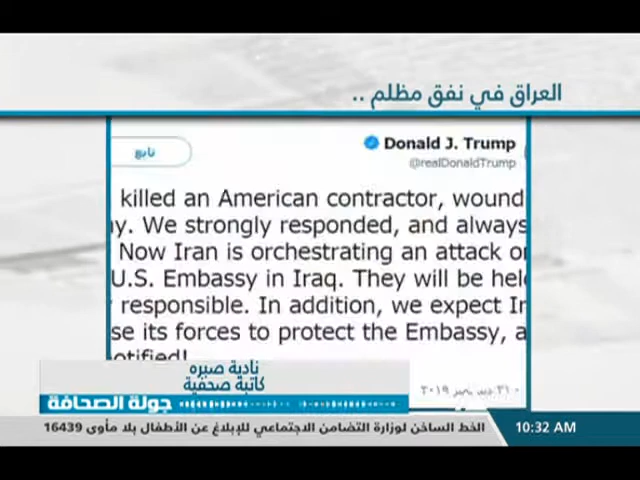 العراق في نفق مظلم ..
Donald J. Trump
@realDonaldTrump
تابع
killed an American contractor, wound
y. We strongly responded, and always
Now Iran is orchestrating an attack o
U.S. Embassy in Iraq. They will be hel
responsible. In addition, we expect I
se its forces to protect the Embassy, a
otified!
نادية صبره
كاتبة صحفية
٣١ ديسمبر ٢٠١٩
جولة الصحافة
الخط الساخن لوزارة التضامن الاجتماعي للإبلاغ عن الأطفال بلا مأوى 16439
10:32 AM